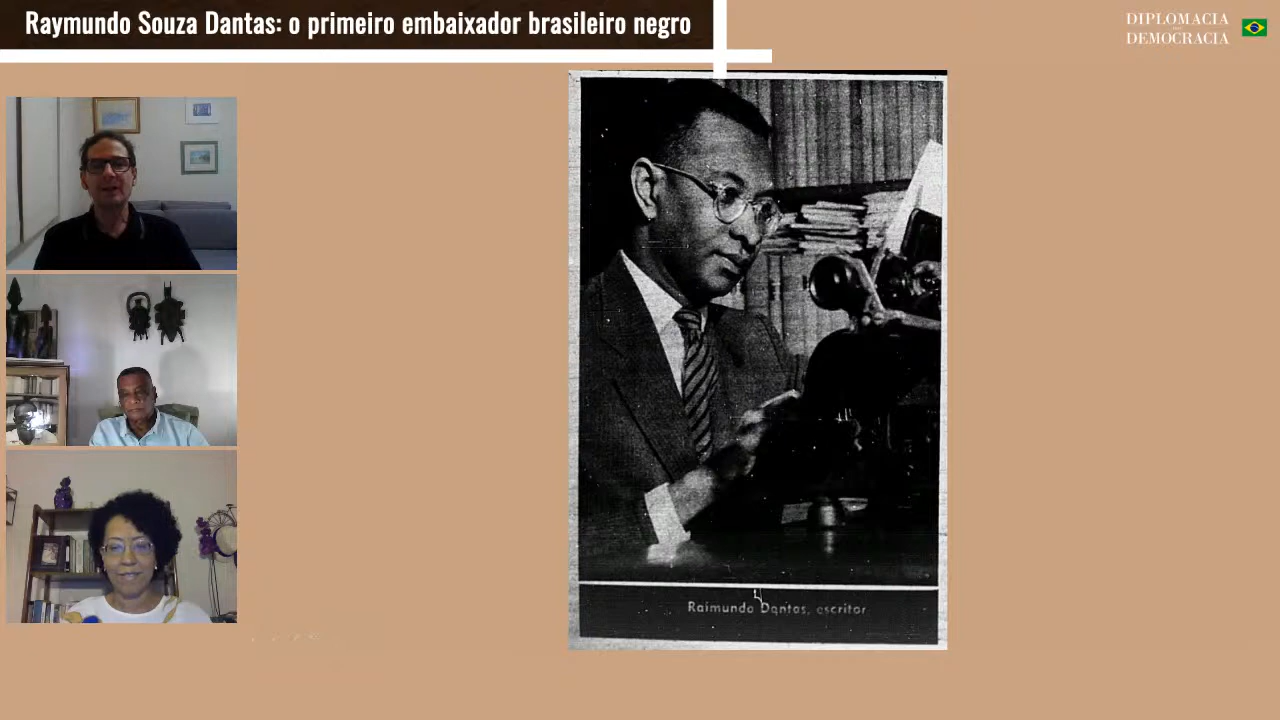 Raymundo Souza Dantas: o primeiro embaixador brasileiro negro
DIPLOMACIA
DEMOCRACIA
Raimundo Dantas, escritor